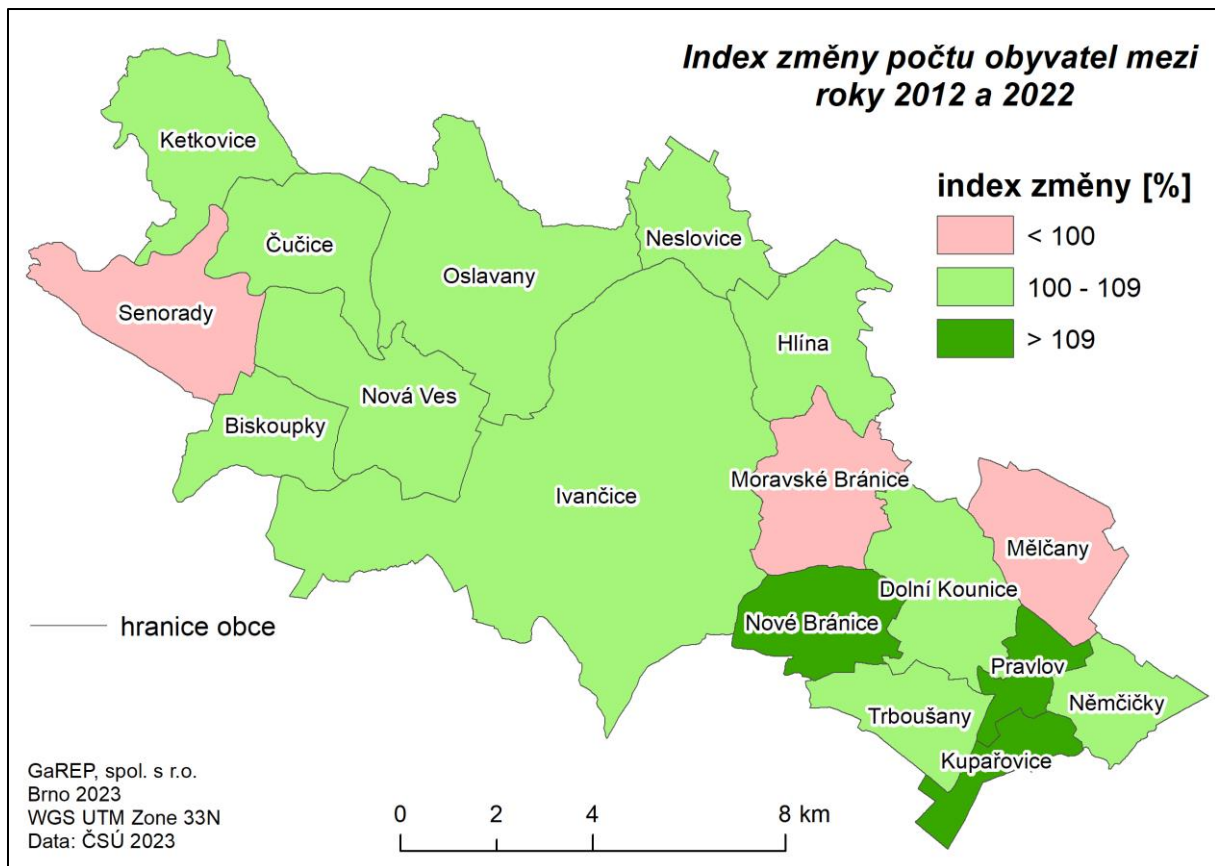 Index změny počtu obyvatel mezi
roky 2012 a 2022
index změny [%]
< 100
100 - 109
> 109
Ketkovice
Čučice
Neslovice
Oslavany
Senorady
Hlína
Nová Ves
Biskoupky
Moravské Bránice
Ivančice
Mělčany
Dolní Kounice
hranice obce
Nové Bránice
Pravlov
Němčičky
Trboušany
Kupařovice
GaREP, spol. s r.o.
Brno 2023
WGS UTM Zone 33N
Data: ČSÚ 2023
0 2 4 8 km